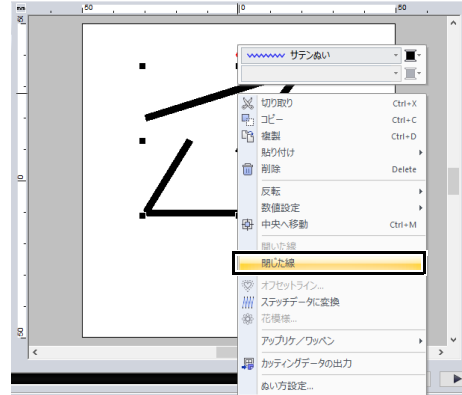 mm
50
0
50
50
サテンぬい
切り取り Ctrl+X
コピー Ctrl+C
複製 Ctrl+D
貼り付け
削除 Delete
反転
数値設定
中央へ移動 Ctrl+M
開いた線
閉じた線
オフセットライン...
ステッチデータに変換
花模様...
アップリケ／ワッペン
カッティングデータの出力
ぬい方設定...
0
50